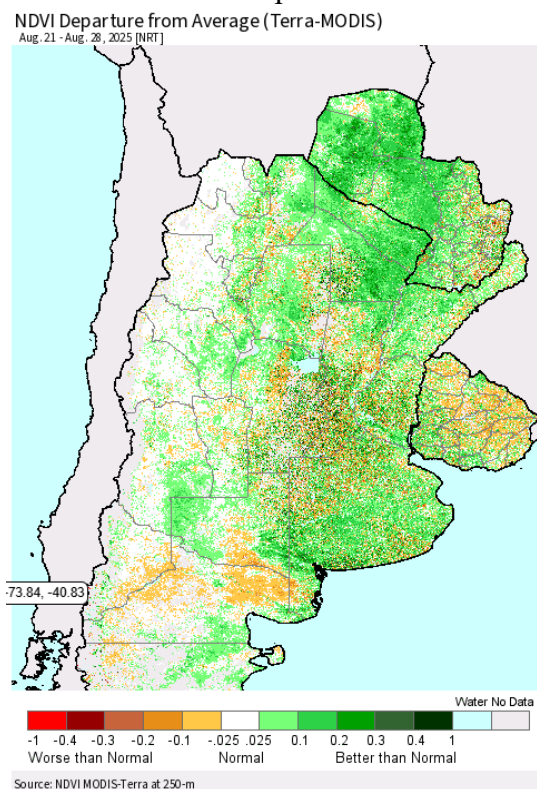 NDVI Departure from Average (Terra-MODIS)
Aug. 21 - Aug. 28, 2025 [NRT]
-73.84, -40.83
Water No Data
-1 -0.4 -0.3 -0.2 -0.1 -.025 .025 0.1 0.2 0.3 0.4 1
Worse than Normal Normal Better than Normal
Source: NDVI MODIS-Terra at 250-m